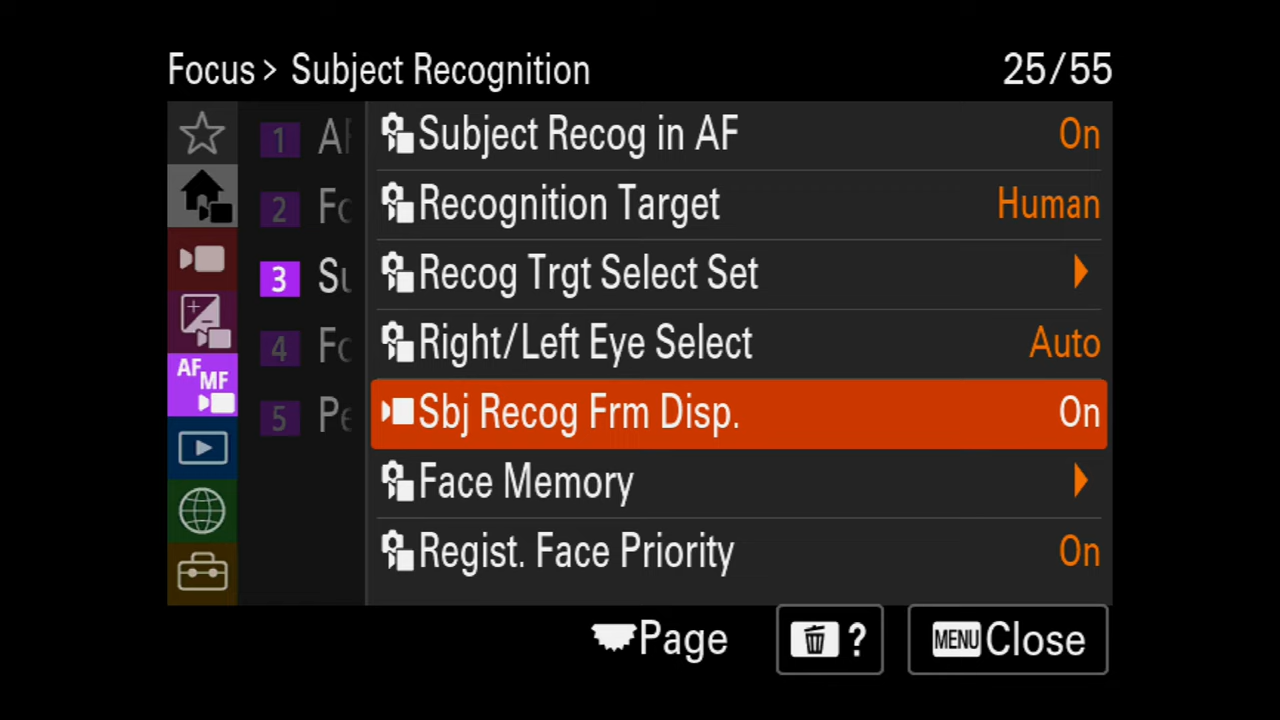 Focus> Subject Recognition
25/55
1
2
3
4
5
AF MF
Subject Recog in AF On
Recognition Target Human
Recog Trgt Select Set
Right/Left Eye Select Auto
Sbj Recog Frm Disp. On
Face Memory
Regist. Face Priority On
Page
?
MENU Close